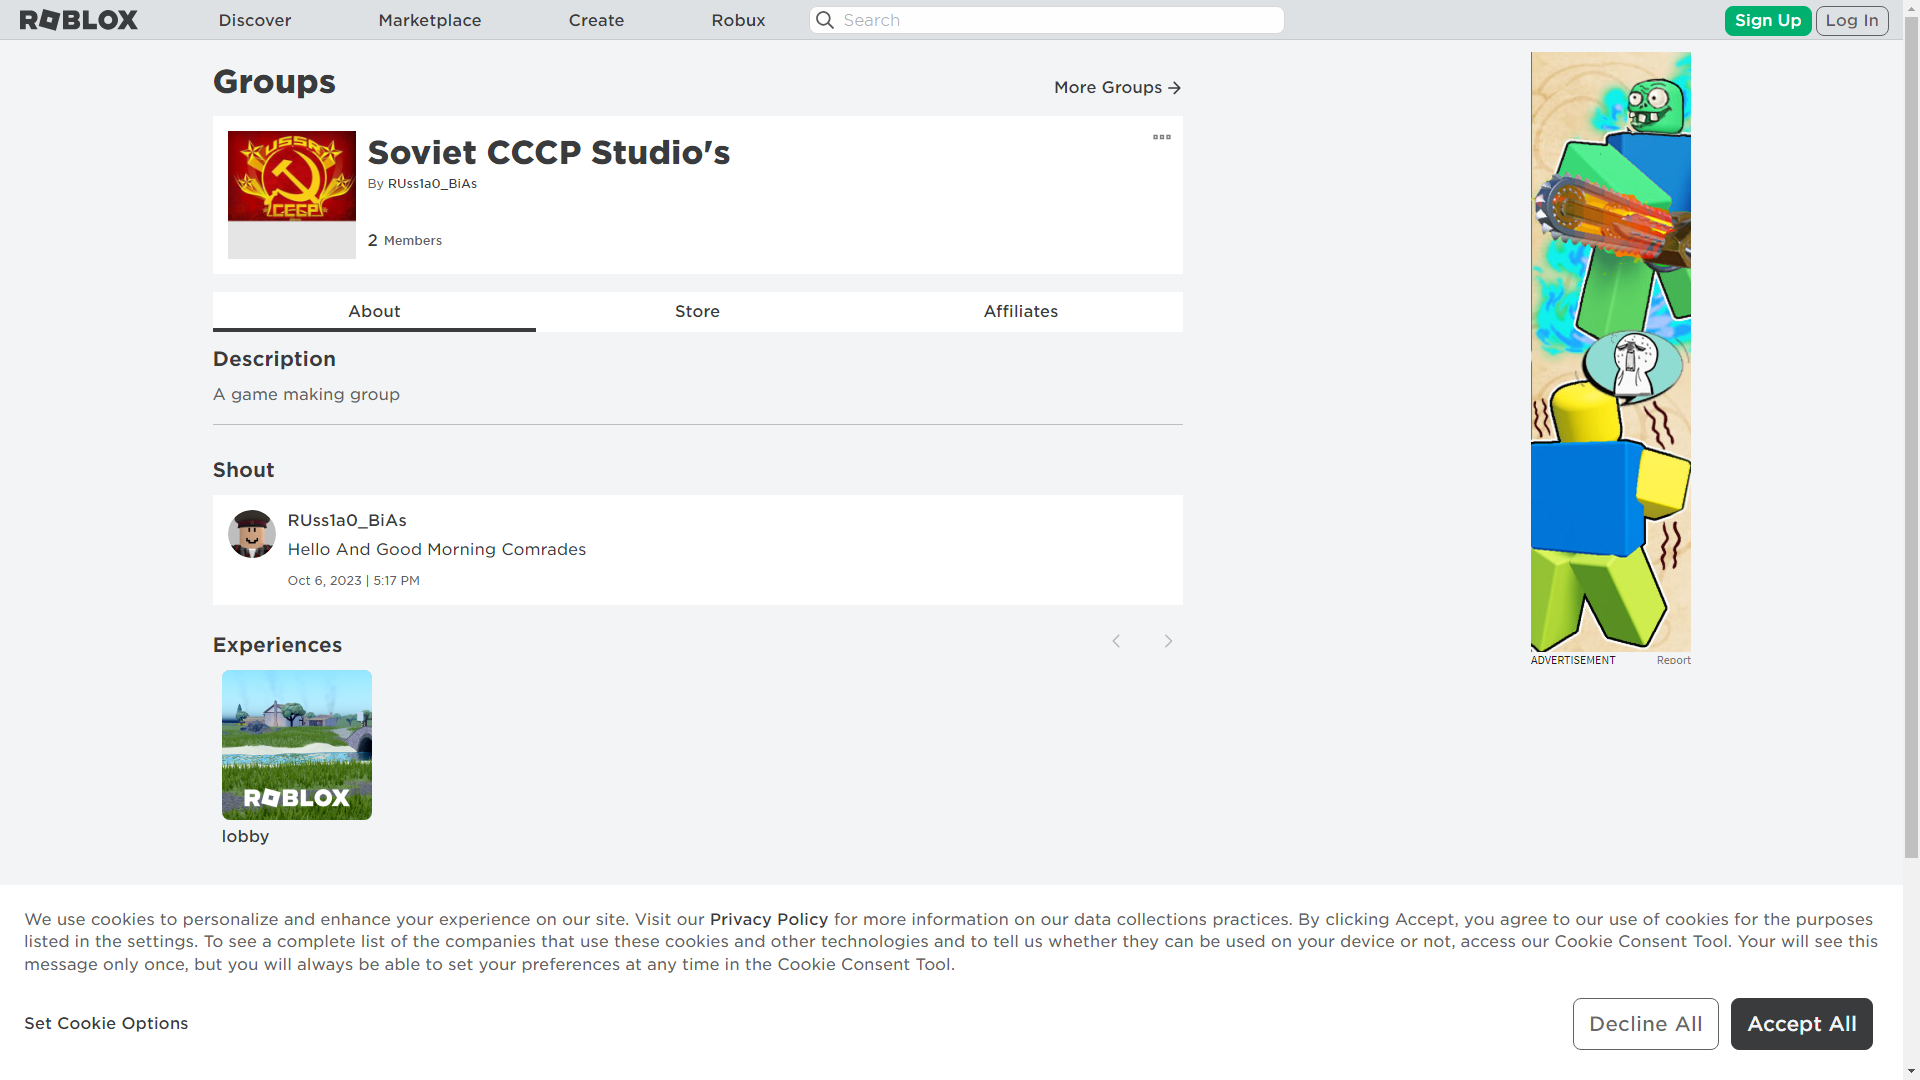 ROBLOX
Discover
Marketplace
Create
Robux
Search
Sign Up
Log In
Groups
More Groups
USSR
CCCP
Soviet CCCP Studio's
By RUss1a0_BiAs
2 Members
About
Store
Affiliates
Description
A game making group
Shout
RUss1a0_BiAs
Hello And Good Morning Comrades
Oct 6, 2023 | 5:17 PM
Experiences
ROBLOX
lobby
ADVERTISEMENT
Report
We use cookies to personalize and enhance your experience on our site. Visit our Privacy Policy for more information on our data collections practices. By clicking Accept, you agree to our use of cookies for the purposes
listed in the settings. To see a complete list of the companies that use these cookies and other technologies and to tell us whether they can be used on your device or not, access our Cookie Consent Tool. Your will see this
message only once, but you will always be able to set your preferences at any time in the Cookie Consent Tool.
Set Cookie Options
Decline All
Accept All